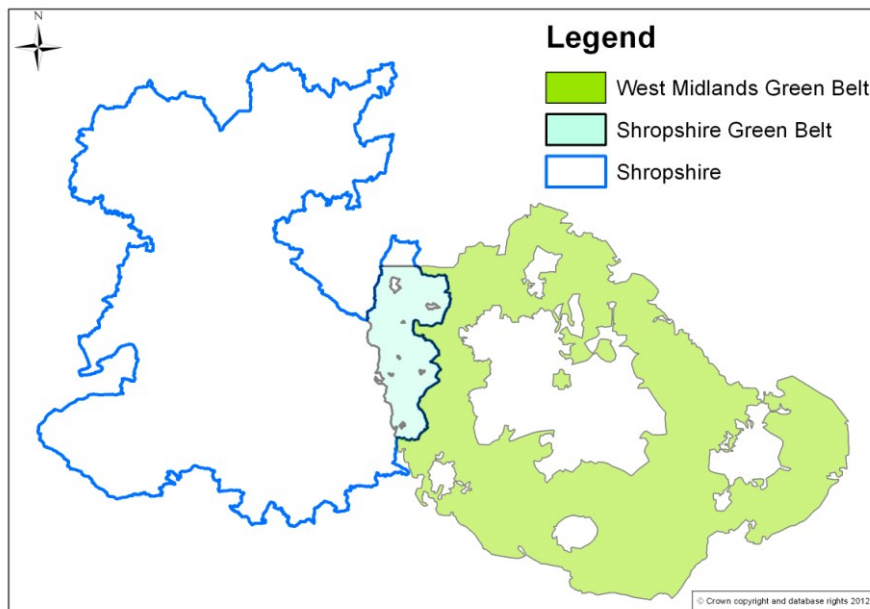 N
Legend
West Midlands Green Belt
Shropshire Green Belt
Shropshire
© Crown copyright and database rights 2012